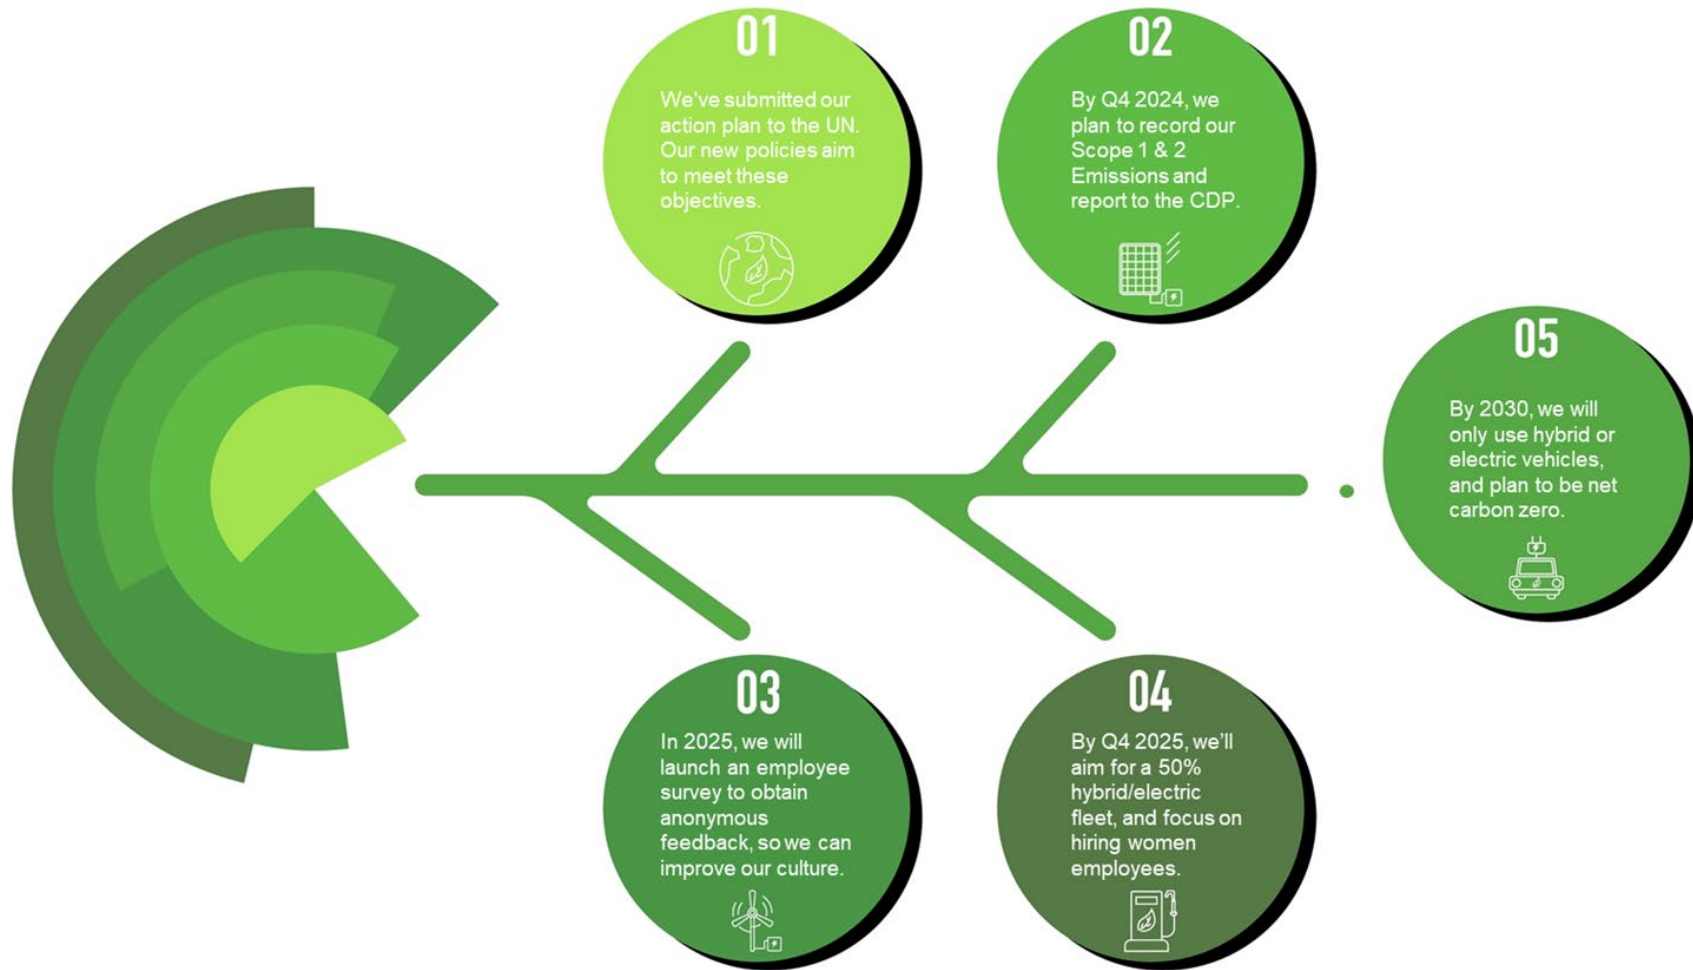 01
We've submitted our
action plan to the UN.
Our new policies aim
to meet these
objectives.
02
By Q4 2024, we
plan to record our
Scope 1 & 2
Emissions and
report to the CDP.
03
In 2025, we will
launch an employee
survey to obtain
anonymous
feedback, so we can
improve our culture.
04
By Q4 2025, we’ll
aim for a 50%
hybrid/electric
fleet, and focus on
hiring women
employees.
05
By 2030, we will
only use hybrid or
electric vehicles,
and plan to be net
carbon zero.